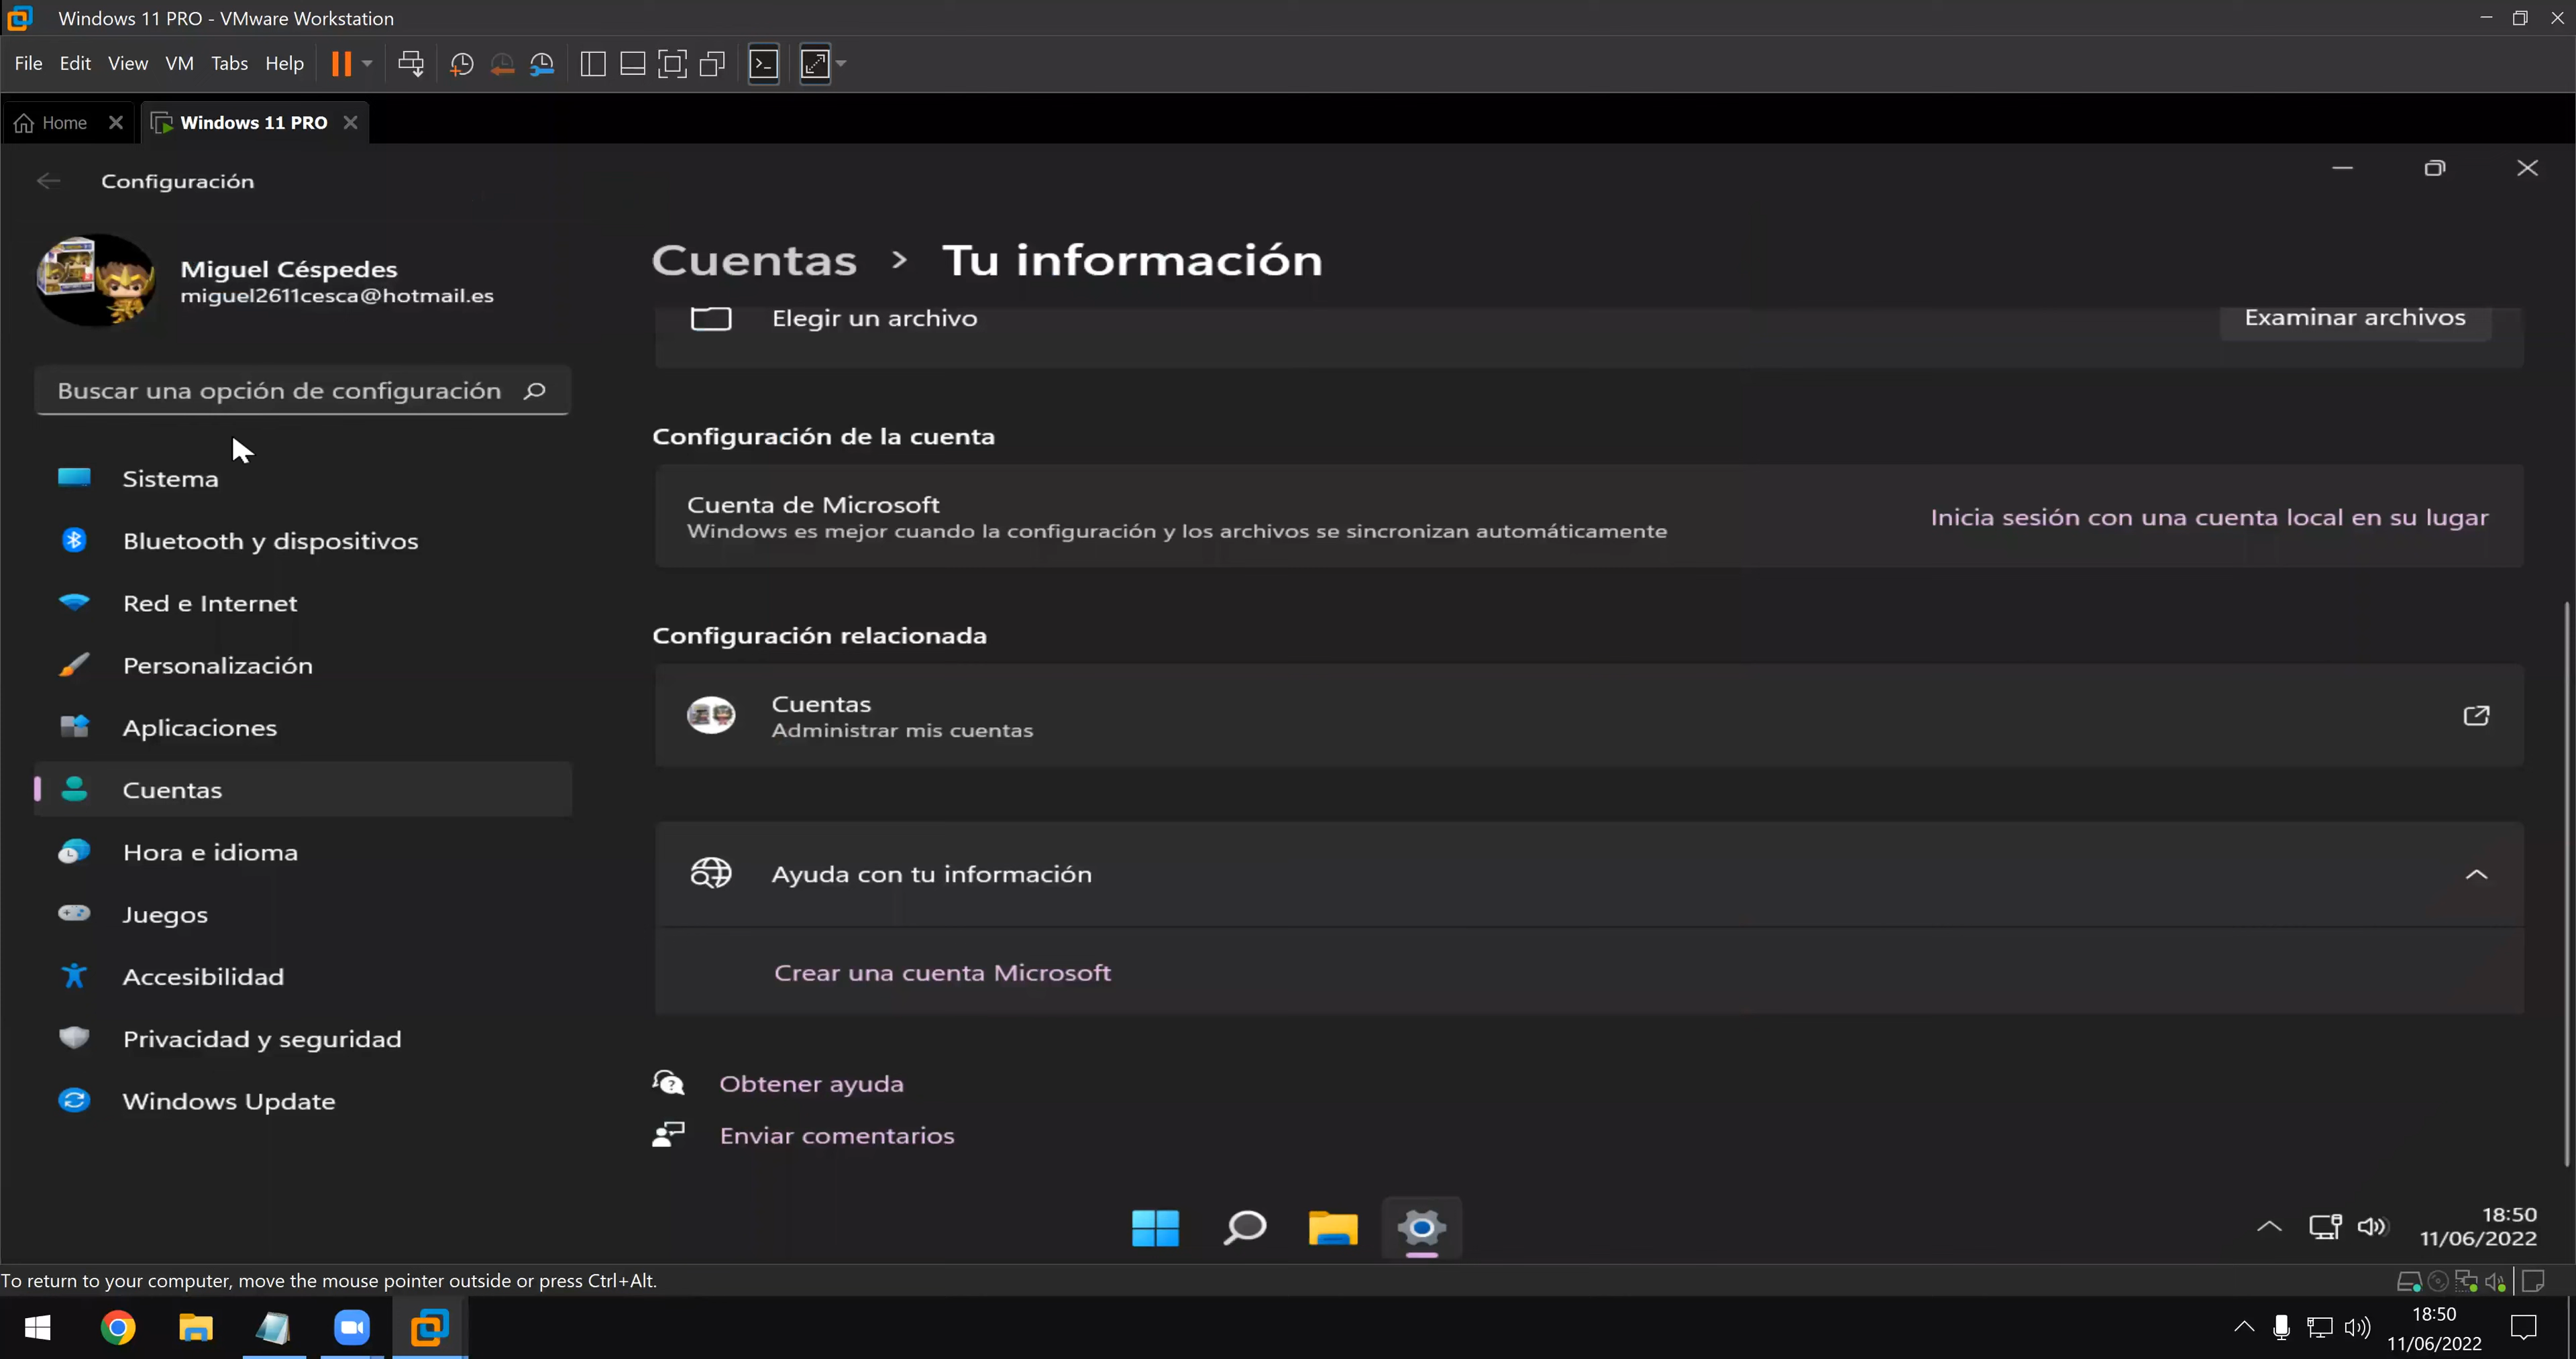 Windows 11 PRO - VMware Workstation
File Edit View VM Tabs Help
Home
Windows 11 PRO
Configuración
Miguel Céspedes
miguel2611cesca@hotmail.es
Buscar una opción de configuración
Sistema
Bluetooth y dispositivos
Red e Internet
Personalización
Aplicaciones
Cuentas
Hora e idioma
Juegos
Accesibilidad
Privacidad y seguridad
Windows Update
Cuentas > Tu información
Elegir un archivo
Examinar archivos
Configuración de la cuenta
Cuenta de Microsoft
Windows es mejor cuando la configuración y los archivos se sincronizan automáticamente
Inicia sesión con una cuenta local en su lugar
Configuración relacionada
Cuentas
Administrar mis cuentas
Ayuda con tu información
Crear una cuenta Microsoft
Obtener ayuda
Enviar comentarios
18:50
11/06/2022
To return to your computer, move the mouse pointer outside or press Ctrl+Alt.
18:50
11/06/2022